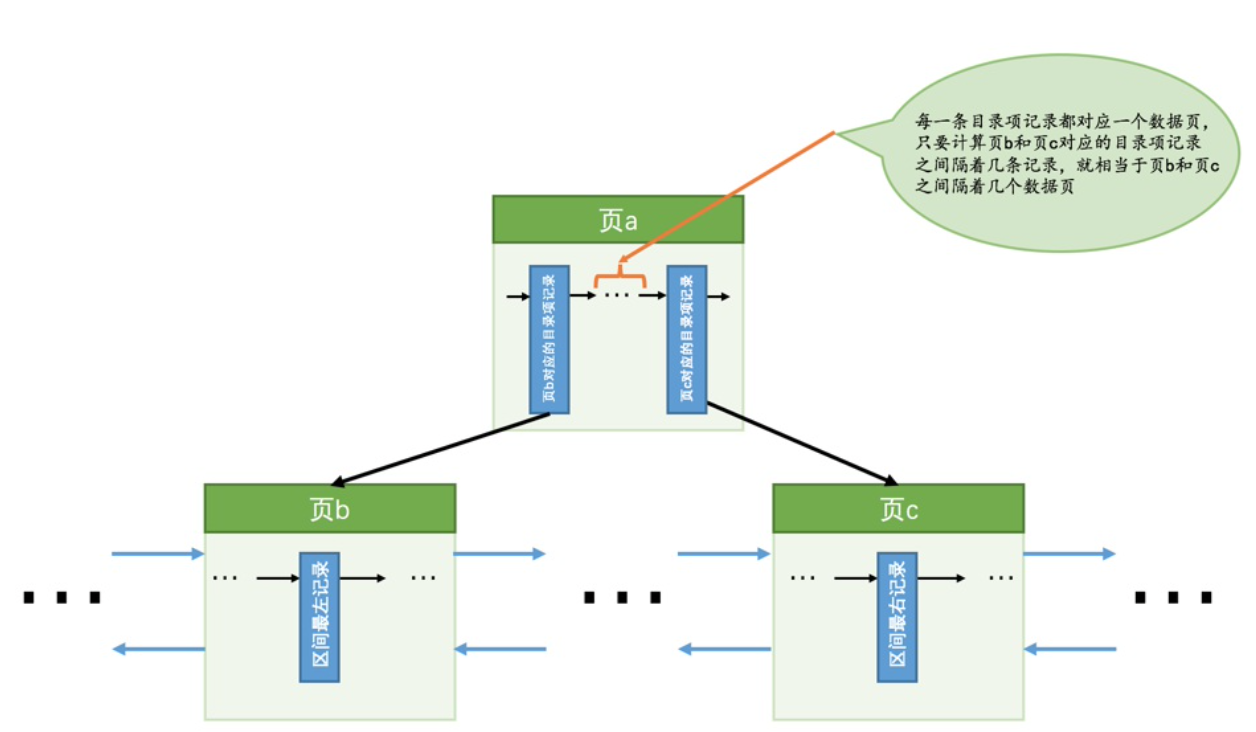 每一条目录项记录都对应一个数据页，
只要计算页b和页c对应的目录项记录
之间隔着几条记录，就相当于页b和页c
之间隔着几个数据页
页a
页b对应的目录项记录
...
页c对应的目录项记录
页b
页c
...
区间最左记录
...
...
区间最右记录
...
...
...
...